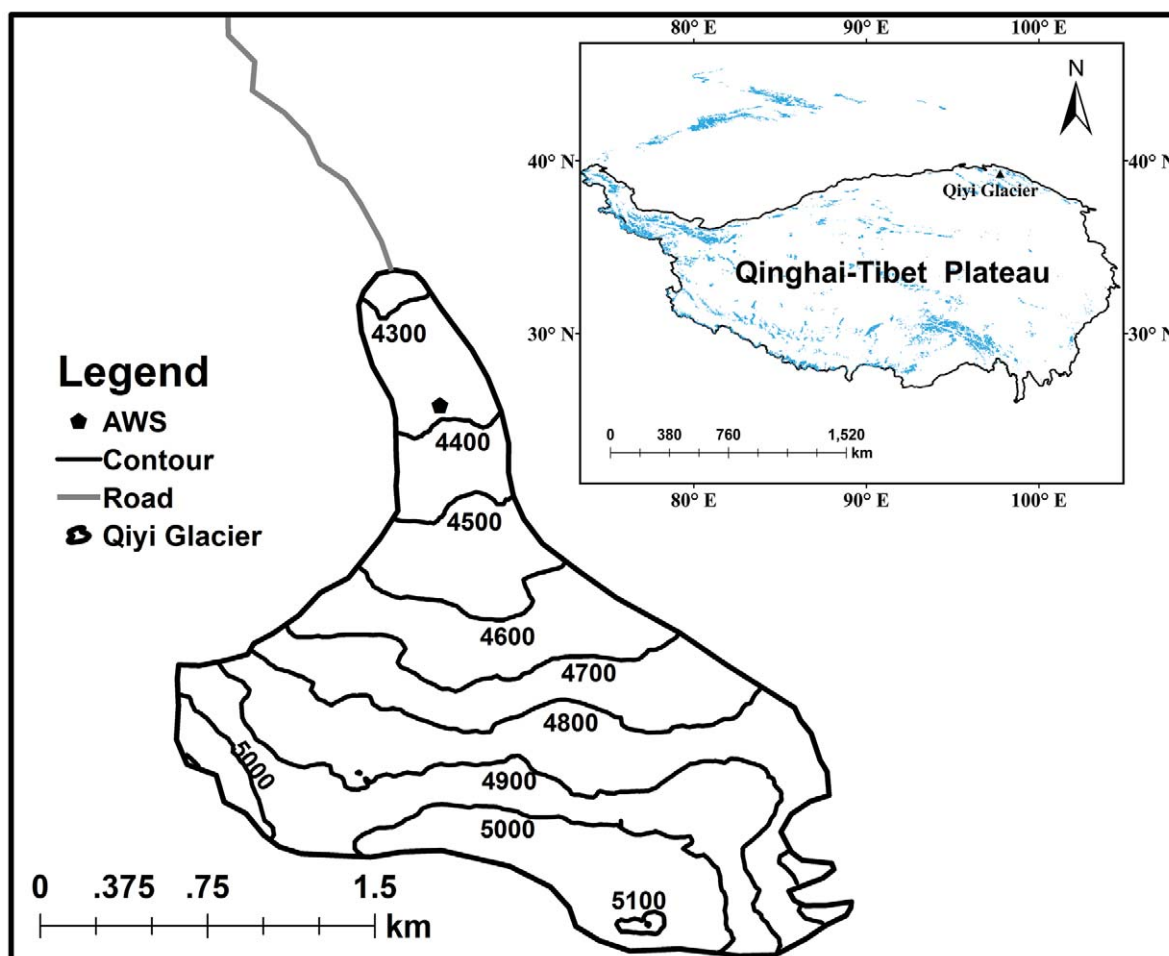 80° E 90° E 100° E
N
40° N 40° N
Qiyi Glacier
Qinghai-Tibet Plateau
30° N 30° N
0 380 760 1,520
km
80° E 90° E 100° E
4300
Legend
AWS
Contour
Road
Qiyi Glacier
4400
4500
4600
4700
4800
4900
5000
5000
5100
0 .375 .75 1.5
km